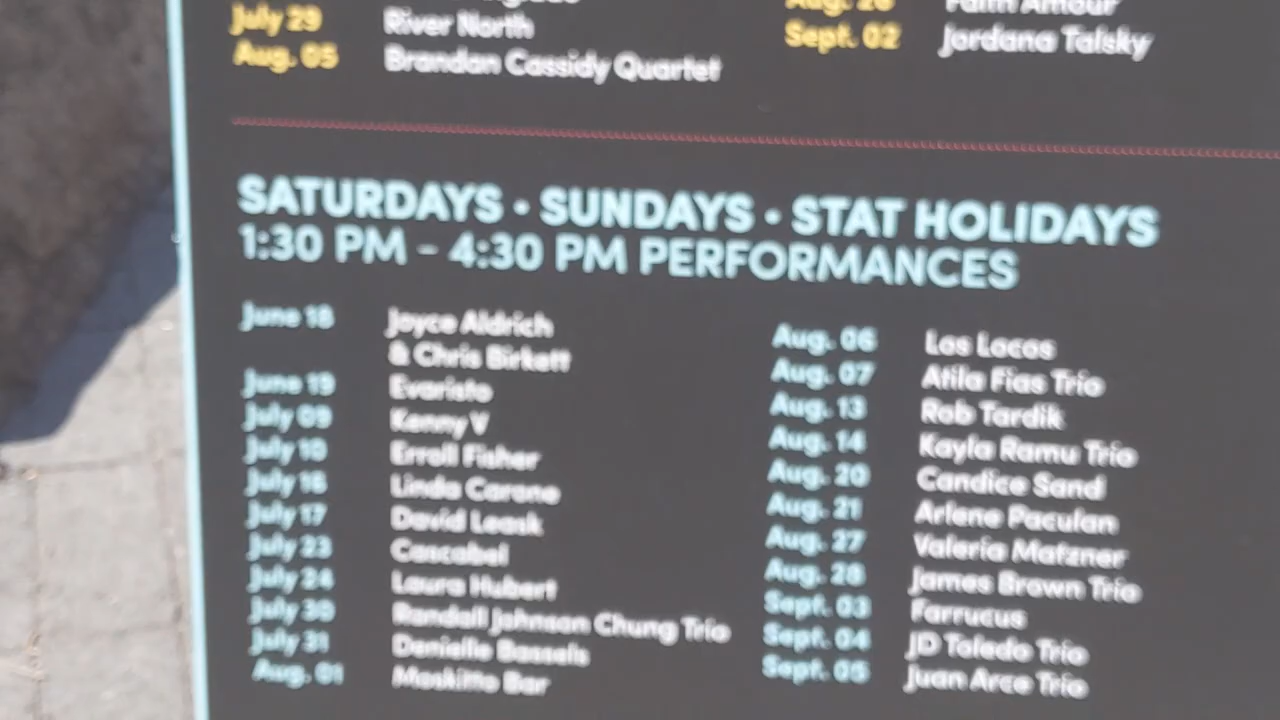 July 29 River North
Aug. 05 Brandan Cassidy Quartet
Aug. 26 Faith Amour
Sept. 02 Jordana Talsky
SATURDAYS • SUNDAYS • STAT HOLIDAYS
1:30 PM - 4:30 PM PERFORMANCES
June 18 Joyce Aldrich
& Chris Birkett
June 19 Evaristo
July 09 Kenny V
July 10 Erroll Fisher
July 16 Linda Carone
July 17 David Leask
July 23 Cascabel
July 24 Laura Hubert
July 30 Randall Johnson Chung Trio
July 31 Denielle Bassels
Aug. 01 Moskitto Bar
Aug. 06 Los Locos
Aug. 07 Atila Fias Trio
Aug. 13 Rob Tardik
Aug. 14 Kayla Ramu Trio
Aug. 20 Candice Sand
Aug. 21 Arlene Paculan
Aug. 27 Valeria Matzner
Aug. 28 James Brown Trio
Sept. 03 Farrucus
Sept. 04 JD Toledo Trio
Sept. 05 Juan Arce Trio